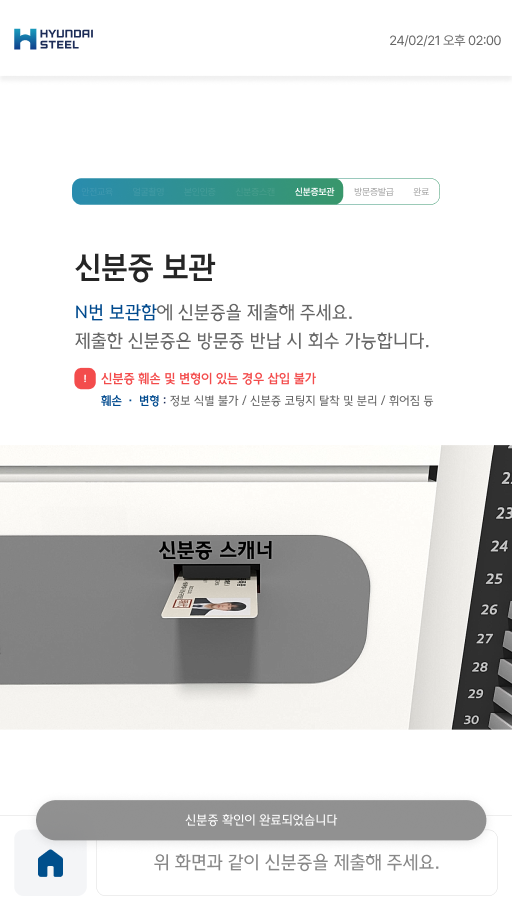 HYUNDAI
STEEL
24/02/21 오후 02:00
신분증보관 방문증발급 완료
신분증 보관
N번 보관함에 신분증을 제출해 주세요.
제출한 신분증은 방문증 반납 시 회수 가능합니다.
! 신분증 훼손 및 변형이 있는 경우 삽입 불가
훼손 · 변형 : 정보 식별 불가 / 신분증 코팅지 탈착 및 분리 / 휘어짐 등
신분증 스캐너
23
24
25
26
27
28
29
30
신분증 확인이 완료되었습니다
위 화면과 같이 신분증을 제출해 주세요.